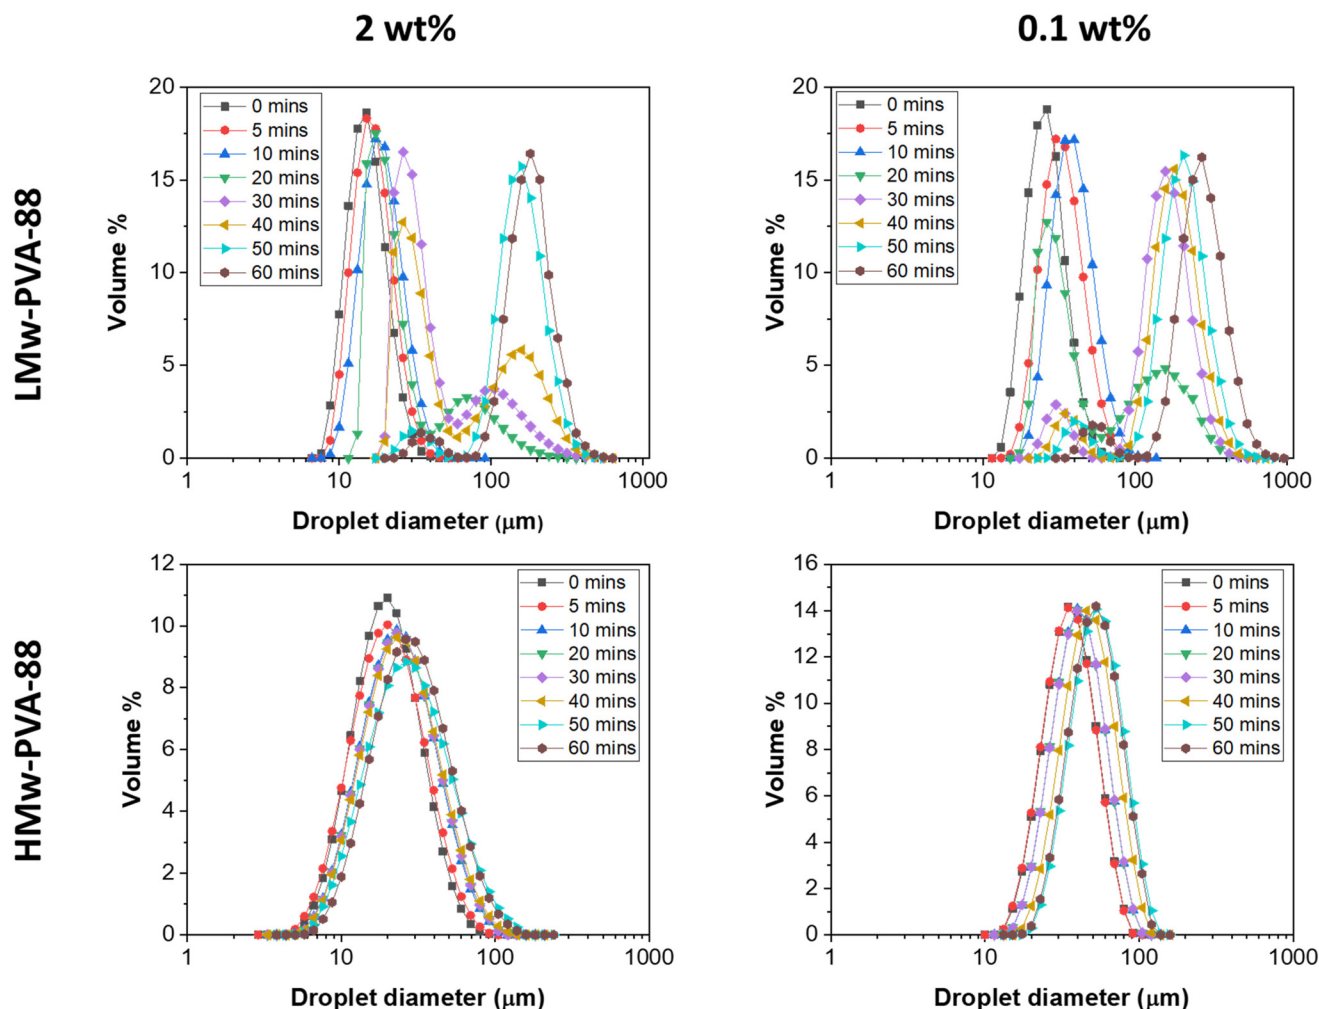 2 wt%
0.1 wt%
LMw-PVA-88
20
15
10
5
0
Volume %
0 mins
5 mins
10 mins
20 mins
30 mins
40 mins
50 mins
60 mins
1 10 100 1000
Droplet diameter (μm)
20
15
10
5
0
Volume %
0 mins
5 mins
10 mins
20 mins
30 mins
40 mins
50 mins
60 mins
1 10 100 1000
Droplet diameter (μm)
HMw-PVA-88
12
10
8
6
4
2
0
Volume %
0 mins
5 mins
10 mins
20 mins
30 mins
40 mins
50 mins
60 mins
1 10 100 1000
Droplet diameter (μm)
16
14
12
10
8
6
4
2
0
Volume %
0 mins
5 mins
10 mins
20 mins
30 mins
40 mins
50 mins
60 mins
1 10 100 1000
Droplet diameter (μm)